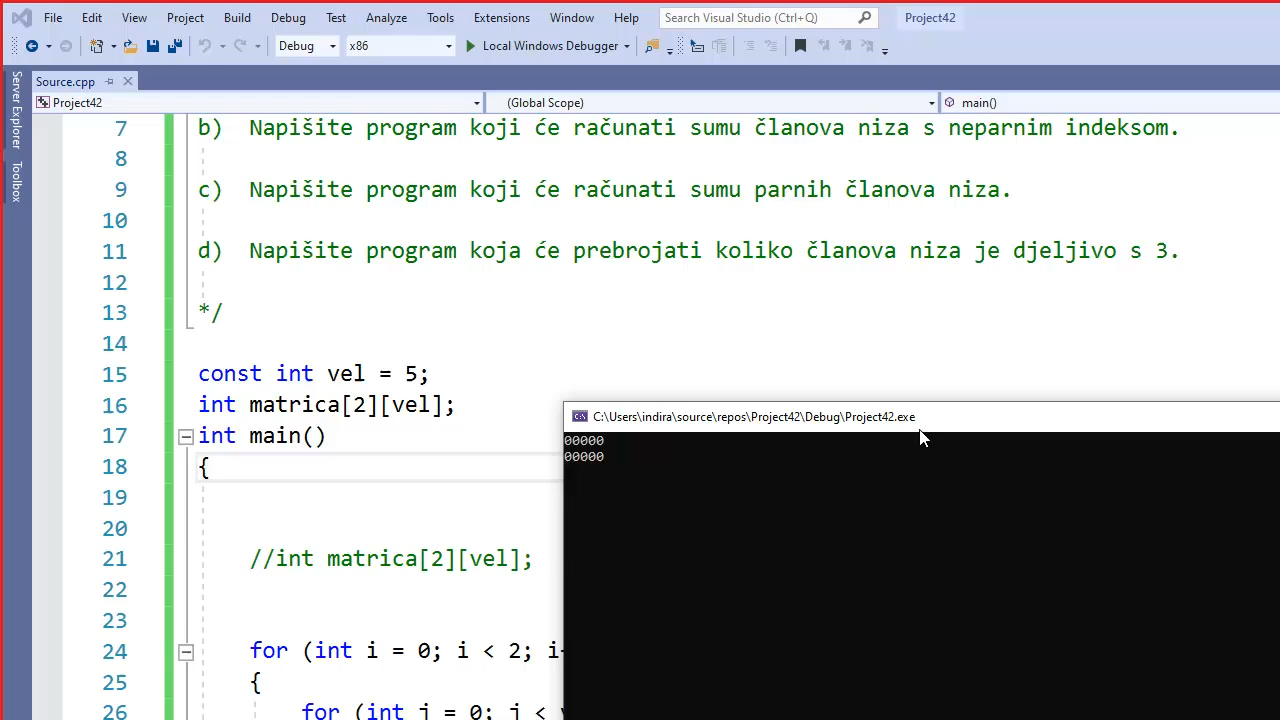 File Edit View Project Build Debug Test Analyze Tools Extensions Window Help Search Visual Studio (Ctrl+Q) Project42
Debug x86 Local Windows Debugger
Server Explorer
Toolbox
Source.cpp
Project42 (Global Scope) main()
7 b) Napišite program koji će računati sumu članova niza s neparnim indeksom.
8
9 c) Napišite program koji će računati sumu parnih članova niza.
10
11 d) Napišite program koja će prebrojati koliko članova niza je djeljivo s 3.
12
13 */
14
15 const int vel = 5;
16 int matrica[2][vel];
17 int main()
18 {
19
20
21 //int matrica[2][vel];
22
23
24 for (int i = 0; i < 2; i
25 {
26 for (int j = 0; j <
C:\Users\indira\source\repos\Project42\Debug\Project42.exe
00000
00000